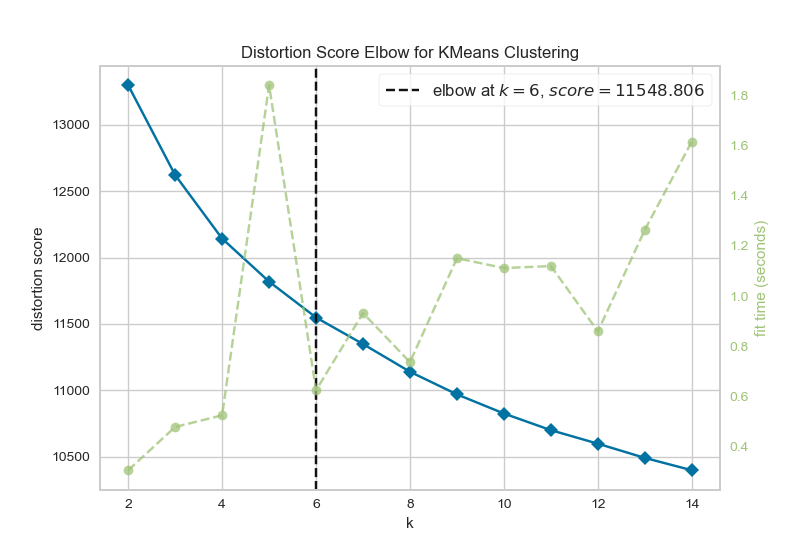 Distortion Score Elbow for KMeans Clustering
elbow at k = 6, score = 11548.806
distortion score
13000
12500
12000
11500
11000
10500
1.8
1.6
1.4
1.2
1.0
0.8
0.6
0.4
fit time (seconds)
2 4 6 8 10 12 14
k